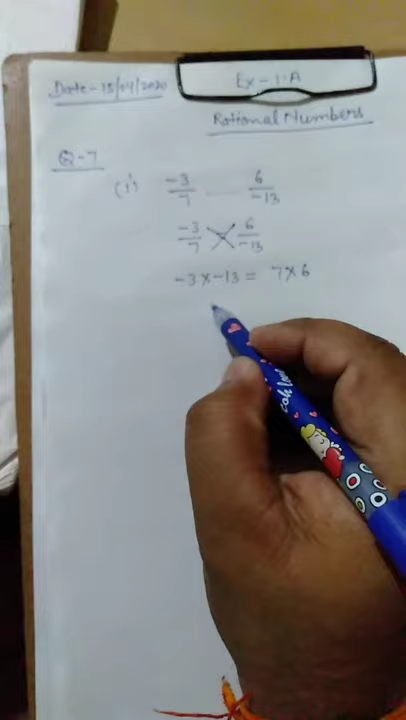 Date-15/04/2020
Ex-1.A
Rational Numbers
Q-7
(i) -3/7 6/-13
-3/7 × 6/-13
-3×-13 = 7×6